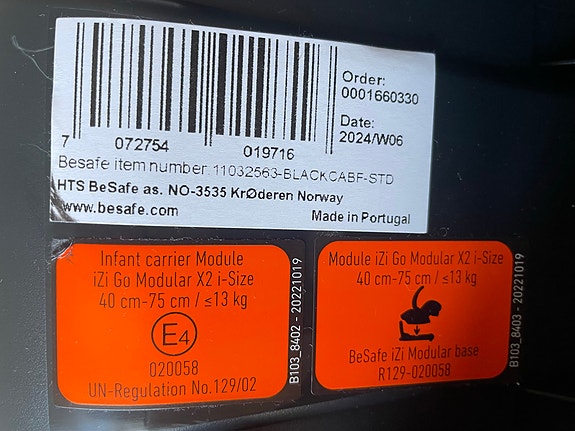 Order:
0001660330
Date:
2024/W06
7 072754 019716
Besafe item number:11032563-BLACKCABF-STD
HTS BeSafe as. NO-3535 KrØderen Norway
www.besafe.com Made in Portugal
Infant carrier Module
iZi Go Modular X2 i-Size
40 cm-75 cm / ≤13 kg
E4
020058
UN-Regulation No.129/02
B103_8402 - 20221019
Module iZi Go Modular X2 i-Size
40 cm-75 cm / ≤13 kg
BeSafe iZi Modular base
R129-020058
B103_8403 - 20221019